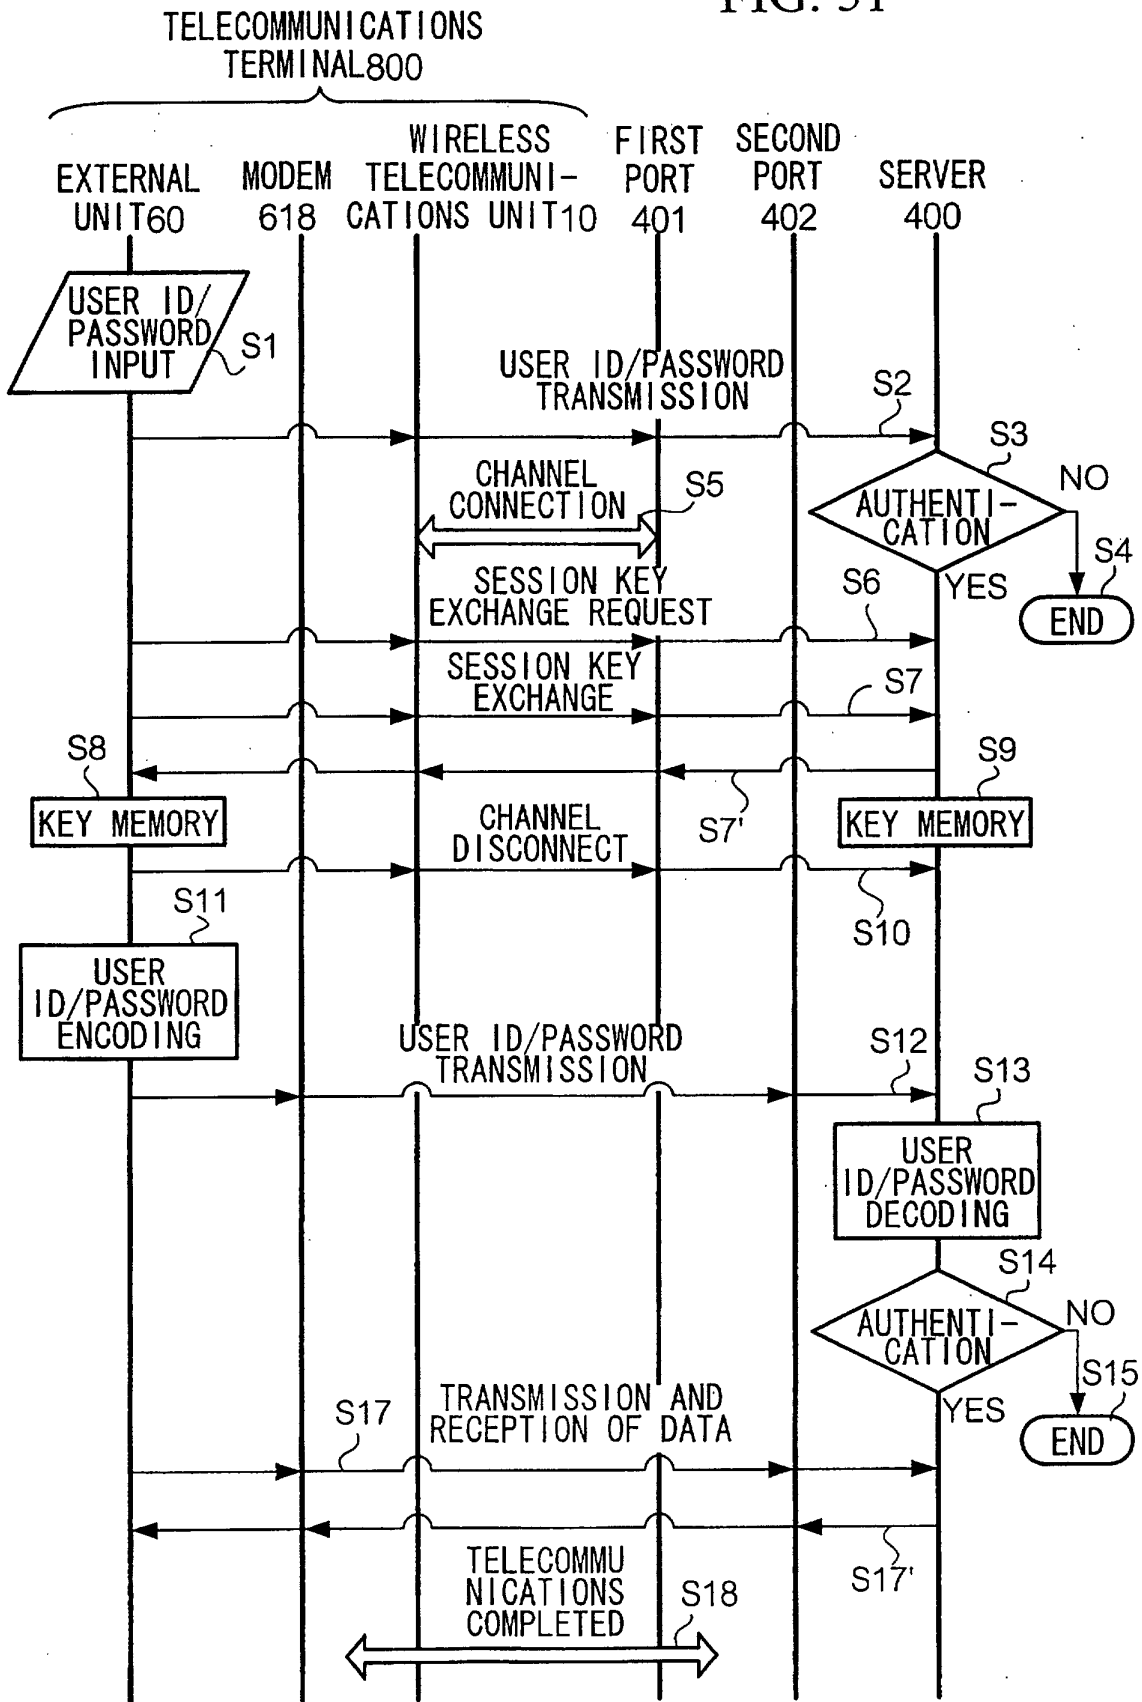 FIG. 31
TELECOMMUNICATIONS
TERMINAL800
EXTERNAL
UNIT60
MODEM
618
WIRELESS
TELECOMMUNI-
CATIONS UNIT10
FIRST
PORT
401
SECOND
PORT
402
SERVER
400
USER ID/
PASSWORD
INPUT
S1
USER ID/PASSWORD
TRANSMISSION
S2
S3
AUTHENTI-
CATION
NO
S4
END
YES
CHANNEL
CONNECTION
S5
SESSION KEY
EXCHANGE REQUEST
S6
SESSION KEY
EXCHANGE
S7
S7'
S8
KEY MEMORY
S9
KEY MEMORY
CHANNEL
DISCONNECT
S10
S11
USER
ID/PASSWORD
ENCODING
USER ID/PASSWORD
TRANSMISSION
S12
S13
USER
ID/PASSWORD
DECODING
S14
AUTHENTI-
CATION
NO
S15
END
YES
TRANSMISSION AND
RECEPTION OF DATA
S17
S17'
TELECOMMU
NICATIONS
COMPLETED
S18